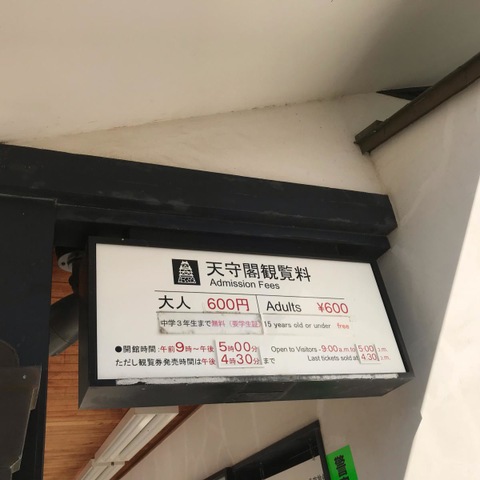 天守閣観覧料
Admission Fees
大人 600円 Adults ¥600
中学3年生まで無料(要学生証) 15 years old or under free
●開館時間:午前9時~午後5時00分 Open to Visitors -9:00a.m.to 5:00p.m.
ただし観覧券発売時間は午後4時30分まで Last tickets sold at 4:30p.m.